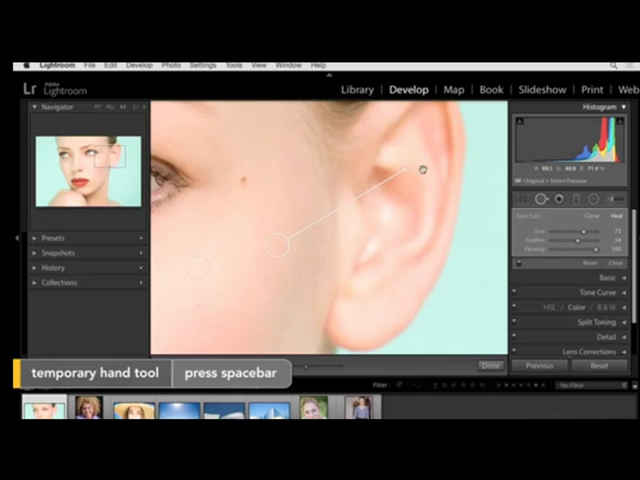 Lightroom File Edit Develop Photo Settings Tools View Window Help
Lr Adobe Lightroom
Library | Develop | Map | Book | Slideshow | Print | Web
Navigator
Histogram
Original + Smart Preview
Clone Heal
Size 72
Feather 58
Opacity 100
Reset Close
Presets
Snapshots
History
Collections
Basic
Tone Curve
HSL / Color / B & W
Split Toning
Detail
Lens Corrections
Done
Previous Reset
temporary hand tool press spacebar
Filter :
No Filter